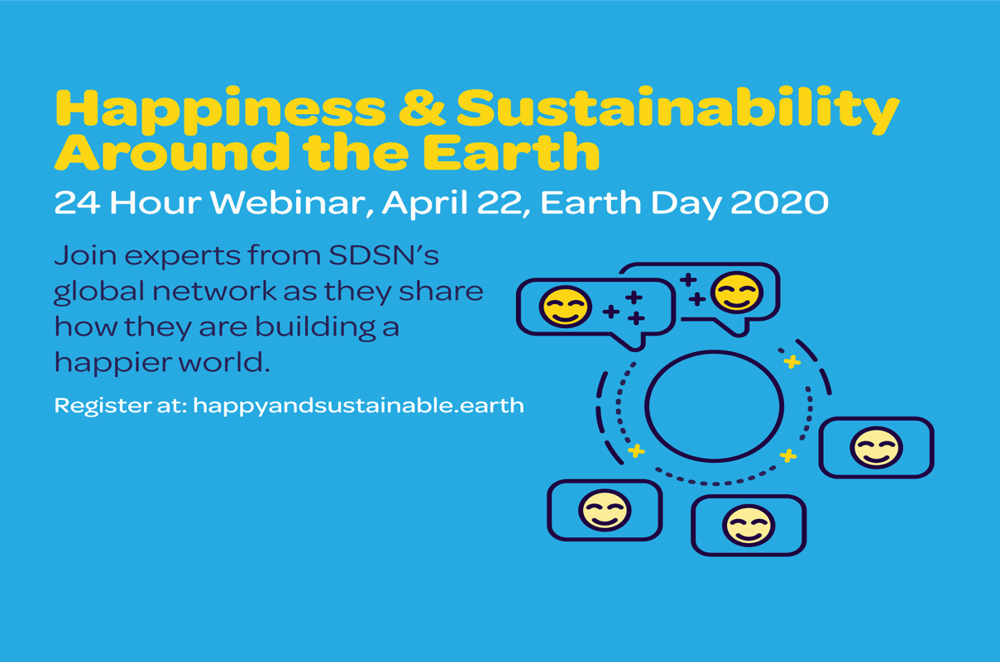 Happiness & Sustainability
Around the Earth
24 Hour Webinar, April 22, Earth Day 2020
Join experts from SDSN’s
global network as they share
how they are building a
happier world.
Register at: happyandsustainable.earth